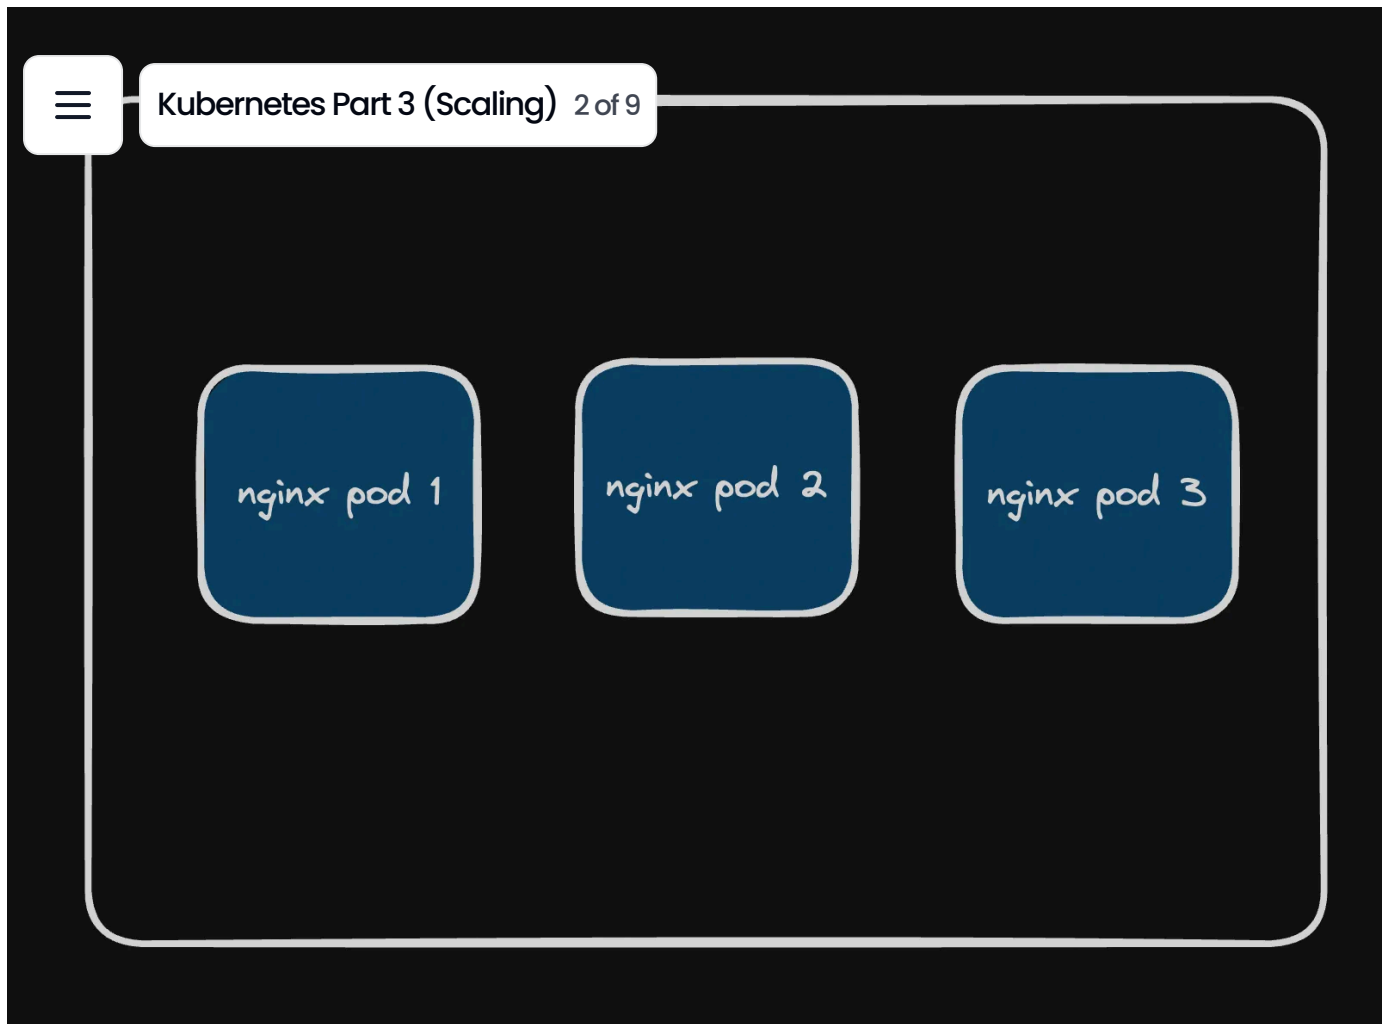 Kubernetes Part 3 (Scaling) 2 of 9
nginx pod 1
nginx pod 2
nginx pod 3